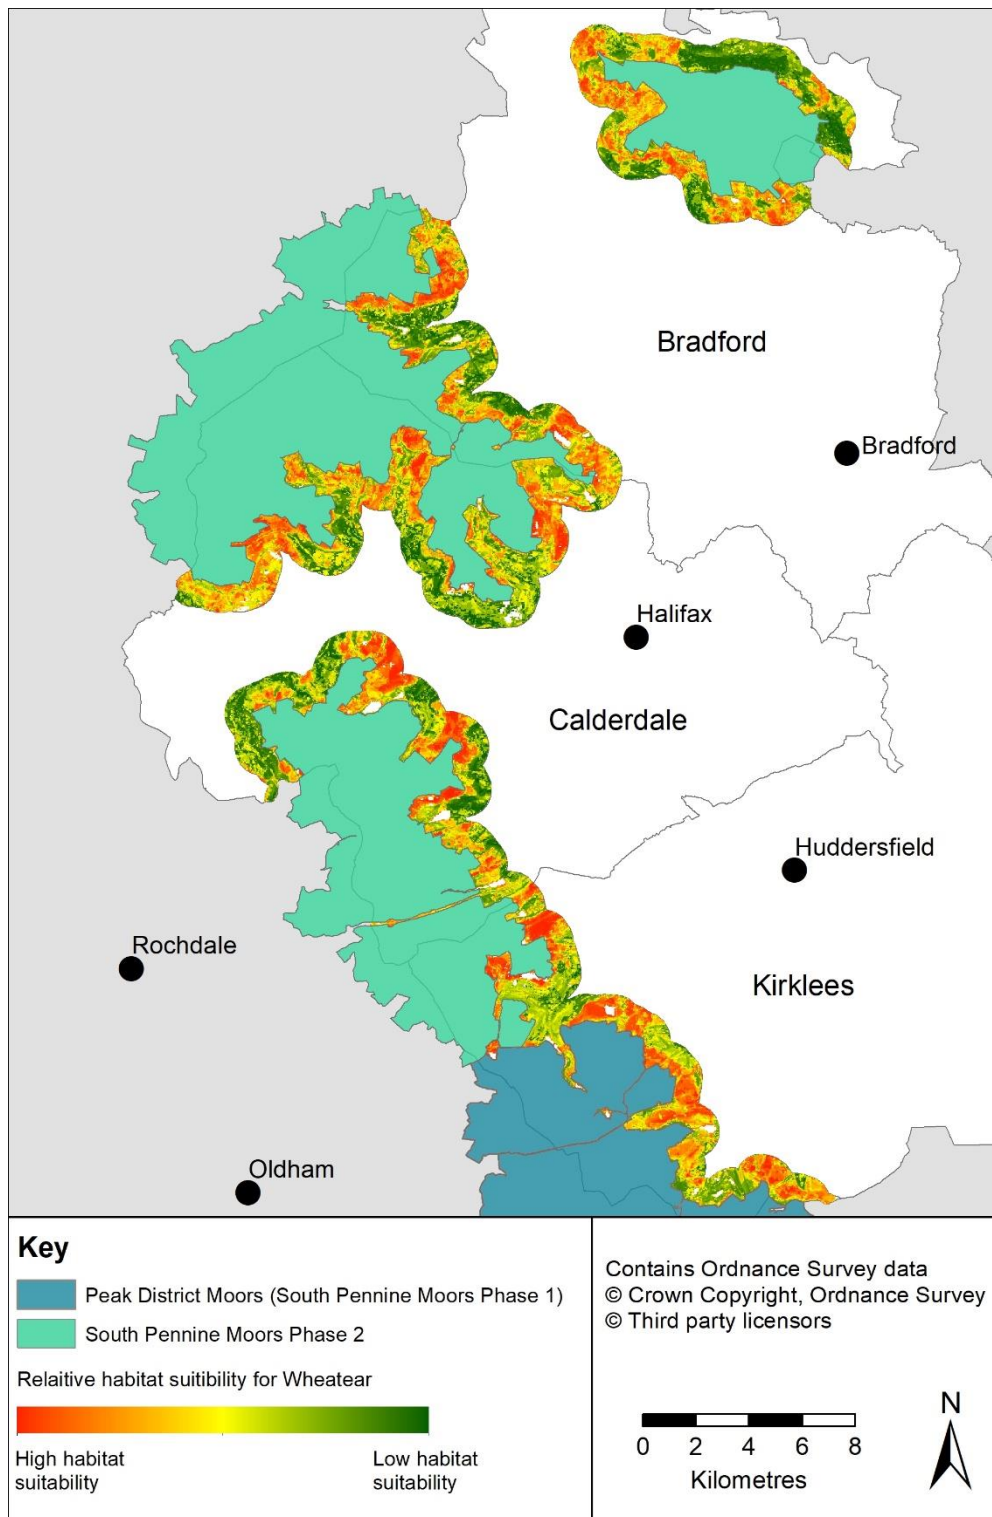 Bradford
Bradford
Halifax
Calderdale
Huddersfield
Rochdale
Kirklees
Oldham
Key
Peak District Moors (South Pennine Moors Phase 1)
South Pennine Moors Phase 2
Relaitive habitat suitibility for Wheatear
High habitat
suitability
Low habitat
suitability
Contains Ordnance Survey data
© Crown Copyright, Ordnance Survey
© Third party licensors
0 2 4 6 8
Kilometres
N